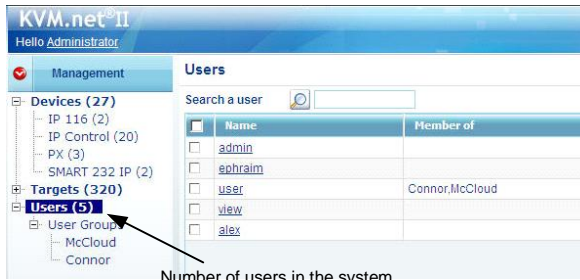 KVM.net®II
Hello Administrator
Management
Devices (27)
IP 116 (2)
IP Control (20)
PX (3)
SMART 232 IP (2)
Targets (320)
Users (5)
User Group
McCloud
Connor
Users
Search a user
Name Member of
admin
ephraim
user Connor,McCloud
view
alex
Number of users in the system